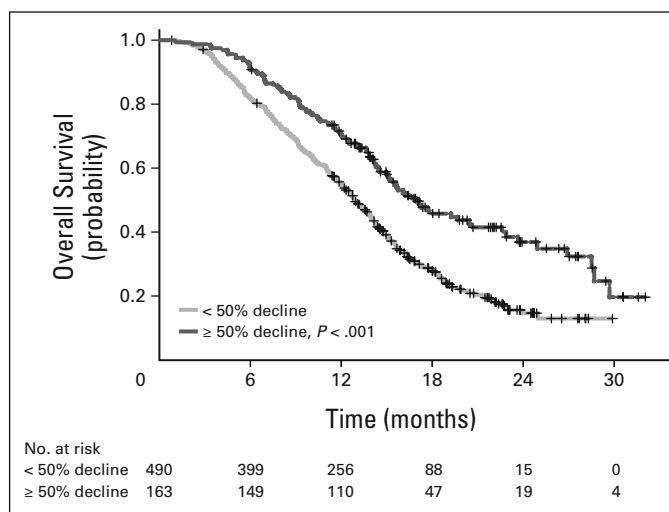 Overall Survival
(probability)
1.0
0.8
0.6
0.4
0.2
< 50% decline
≥ 50% decline, P < .001
0 6 12 18 24 30
Time (months)
No. at risk
< 50% decline 490 399 256 88 15 0
≥ 50% decline 163 149 110 47 19 4